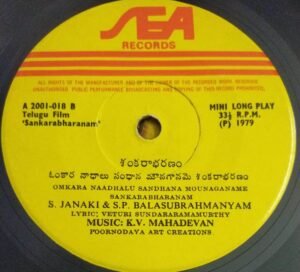 SEA
RECORDS
ALL RIGHTS OF THE MANUFACTURER AND OF THE OWNER OF THE RECORDED WORK RESERVED
UNAUTHORISED PUBLIC PERFORMANCE BROADCASTING AND COPYING OF THIS RECORD PROHIBITED.
A 2001-018 B
Telugu Film
'Sankarabharanam'
MINI LONG PLAY
33⅓ R.P.M.
(P) 1979
శంకరాభరణం
ఓంకార నాదాలు సంధాన మౌనగానమే శంకరాభరణం
OMKARA NAADHALU SANDHANA MOUNAGANAME
SANKARABHARANAM
S. JANAKI & S.P. BALASUBRAHMANYAM
LYRIC; VETURI SUNDARARAMAMURTHY
MUSIC: K.V. MAHADEVAN
POORNODAYA ART CREATIONS